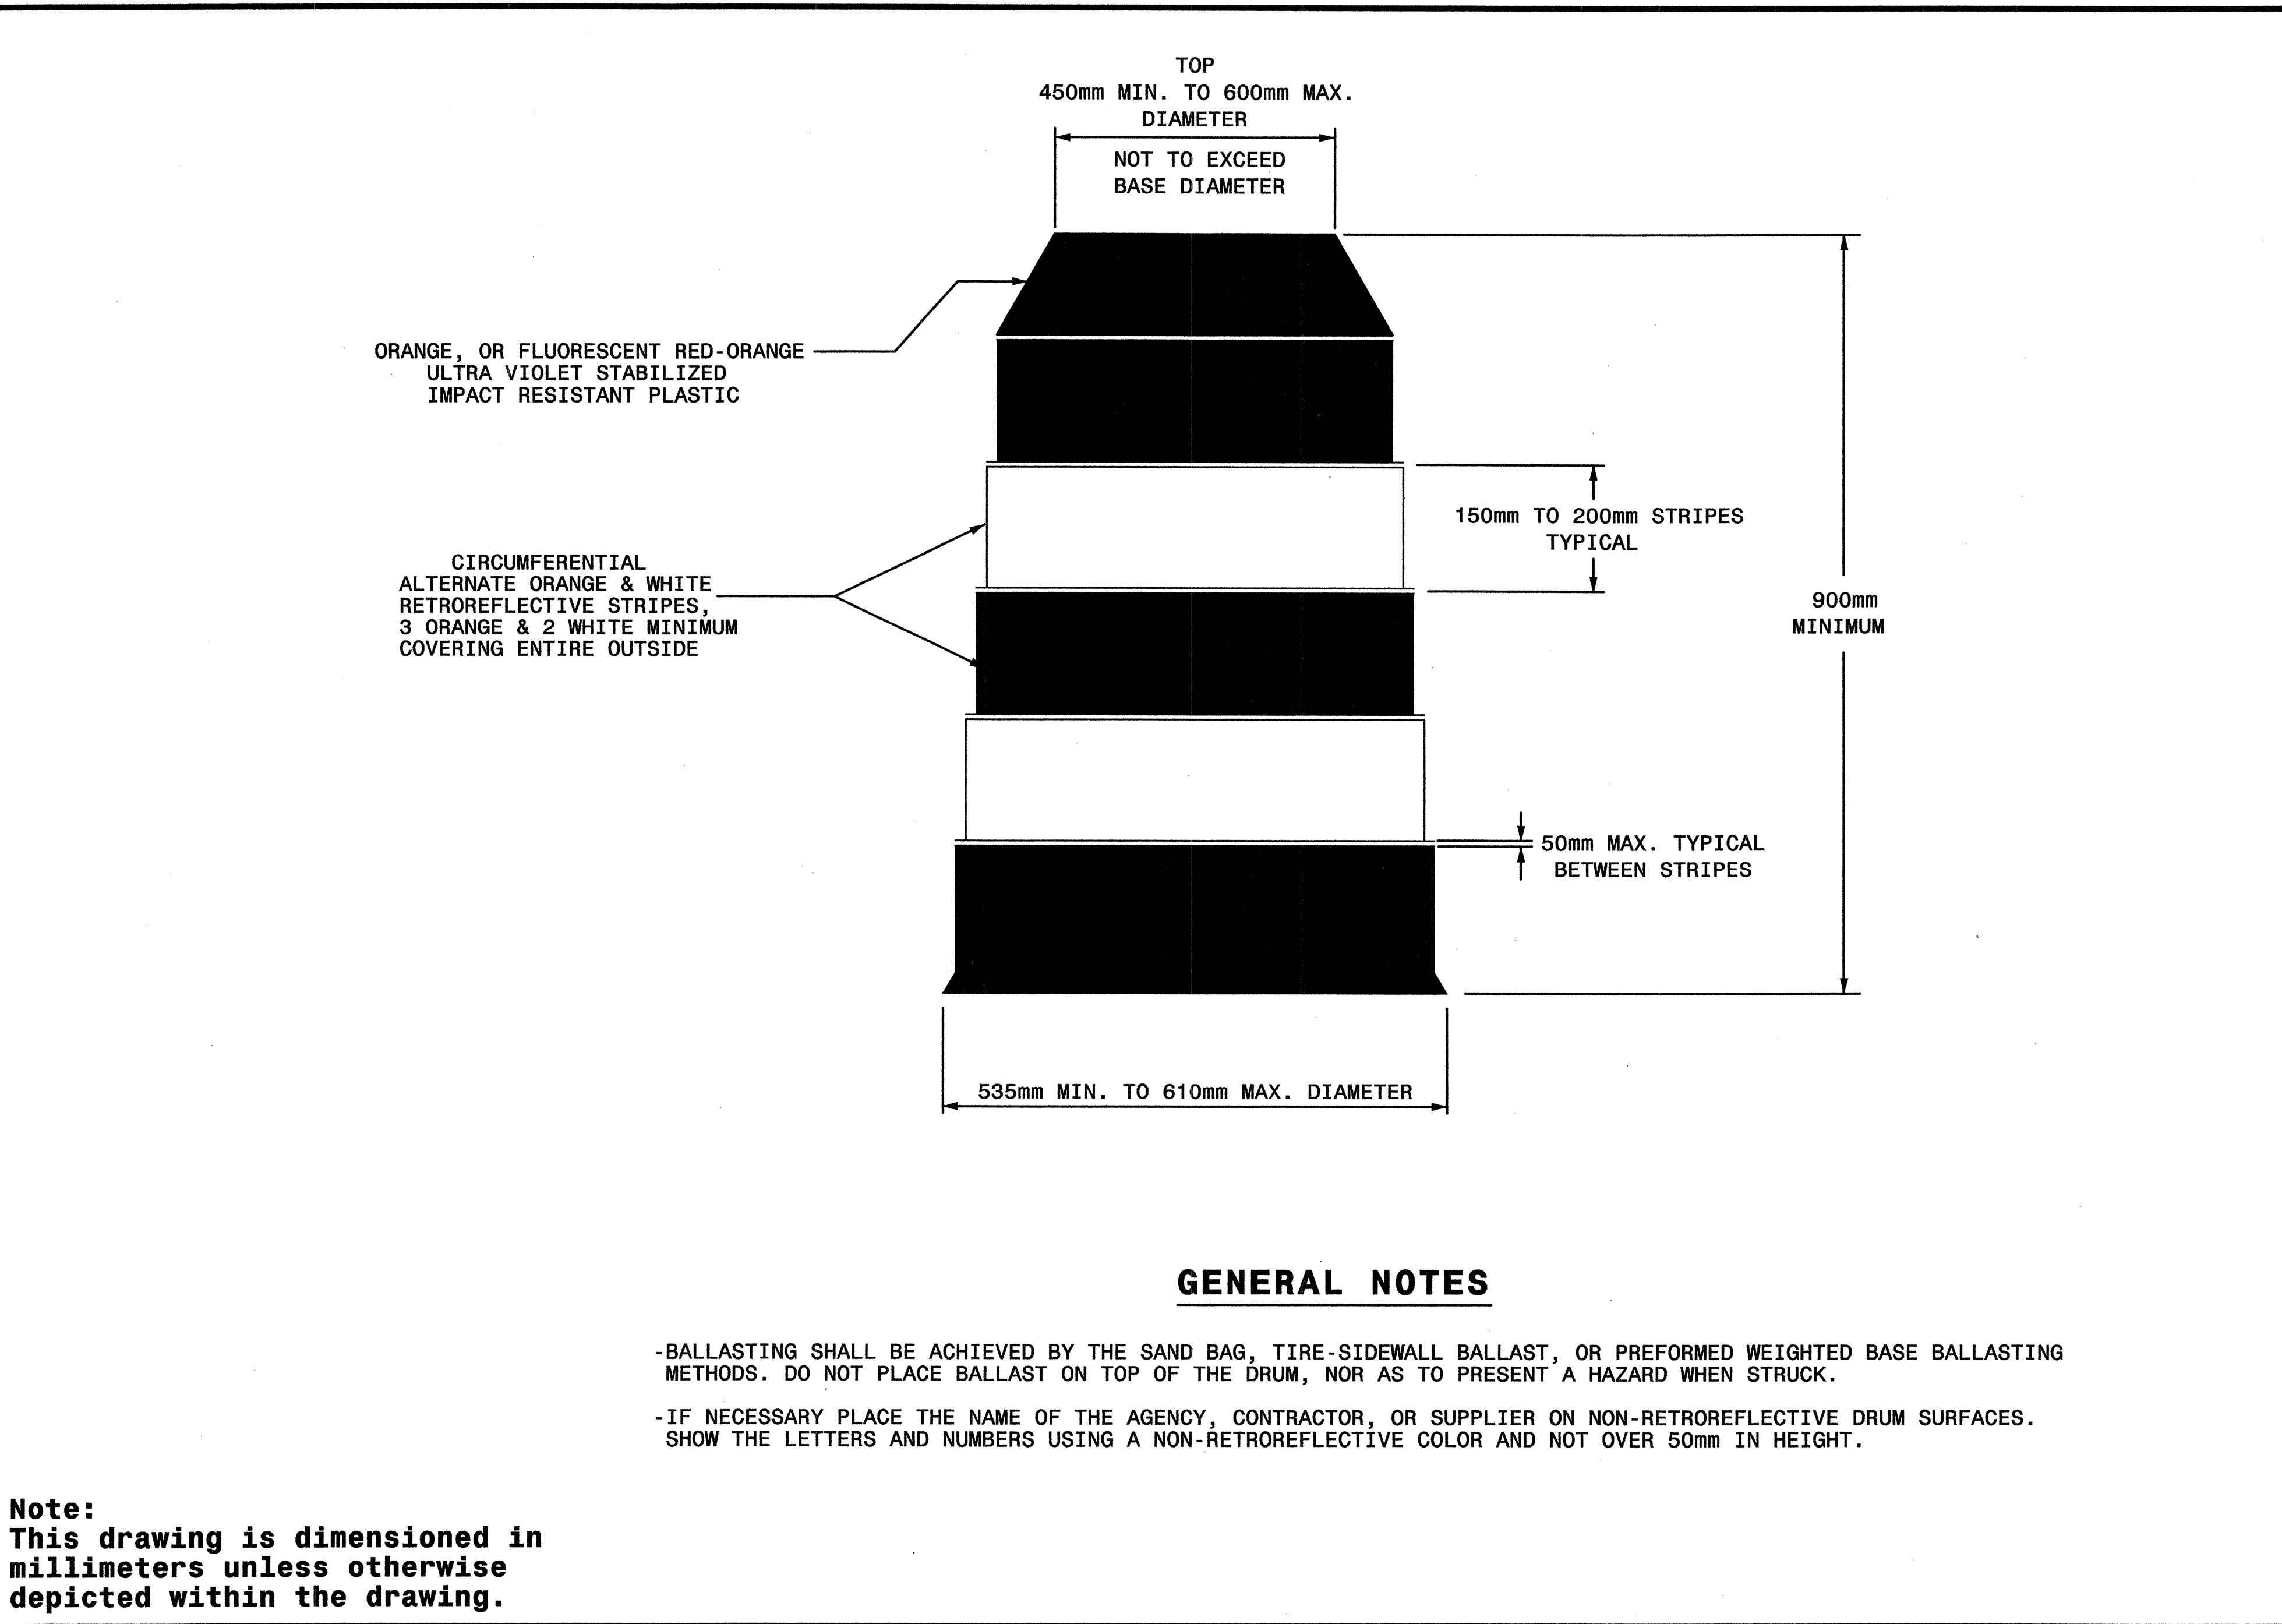 TOP
450mm MIN. TO 600mm MAX.
DIAMETER
NOT TO EXCEED
BASE DIAMETER
ORANGE, OR FLUORESCENT RED-ORANGE
ULTRA VIOLET STABILIZED
IMPACT RESISTANT PLASTIC
150mm TO 200mm STRIPES
TYPICAL
CIRCUMFERENTIAL
ALTERNATE ORANGE & WHITE
RETROREFLECTIVE STRIPES,
3 ORANGE & 2 WHITE MINIMUM
COVERING ENTIRE OUTSIDE
900mm
MINIMUM
50mm MAX. TYPICAL
BETWEEN STRIPES
535mm MIN. TO 610mm MAX. DIAMETER
GENERAL NOTES
-BALLASTING SHALL BE ACHIEVED BY THE SAND BAG, TIRE-SIDEWALL BALLAST, OR PREFORMED WEIGHTED BASE BALLASTING
METHODS. DO NOT PLACE BALLAST ON TOP OF THE DRUM, NOR AS TO PRESENT A HAZARD WHEN STRUCK.
-IF NECESSARY PLACE THE NAME OF THE AGENCY, CONTRACTOR, OR SUPPLIER ON NON-RETROREFLECTIVE DRUM SURFACES.
SHOW THE LETTERS AND NUMBERS USING A NON-RETROREFLECTIVE COLOR AND NOT OVER 50mm IN HEIGHT.
Note:
This drawing is dimensioned in
millimeters unless otherwise
depicted within the drawing.